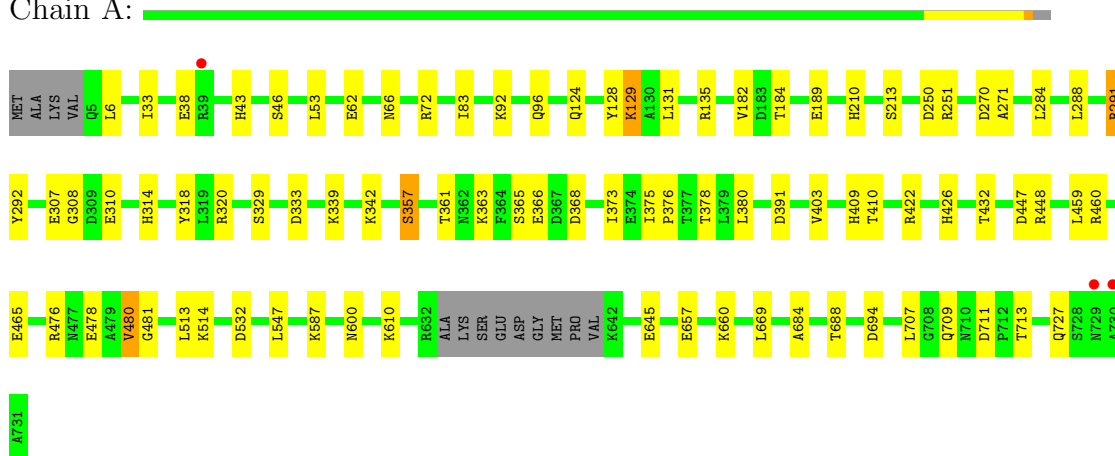 Chain A:
MET ALA LYS VAL Q5 L6 I33 E38 R39 H43 S46 L53 E62 N66 R72 I83 K92 Q96 Q124 Y128 K129 A130 L131 R135 V182 D183 T184 E189 H210 S213 D250 R251 D270 A271 L284 L288 R291
Y292 E307 G308 D309 E310 H314 Y318 L319 R320 S329 D333 K339 K342 S357 T361 N362 K363 F364 S365 E366 D367 D368 I373 E374 I375 P376 T377 T378 L379 L380 D391 V403 H409 T410 R422 H426 T432 D447 R448 L459 R460
E465 R476 N477 E478 A479 V480 G481 L513 K514 D532 L547 K587 N600 K610 R632 ALA LYS SER GLU ASP GLY MET PRO VAL K642 E645 E657 K660 L669 A684 T688 D694 L707 G708 Q709 N710 D711 P712 T713 Q727 S728 N729 A730
A731